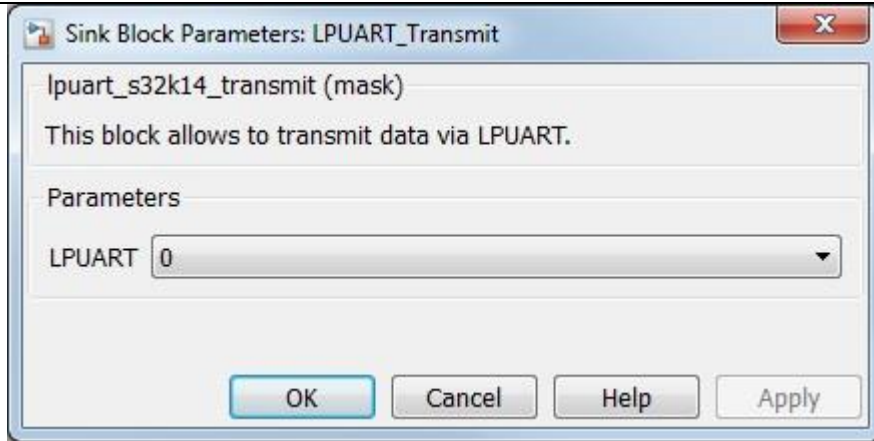 Sink Block Parameters: LPUART_Transmit
lpuart_s32k14_transmit (mask)
This block allows to transmit data via LPUART.
Parameters
LPUART 0
OK Cancel Help Apply